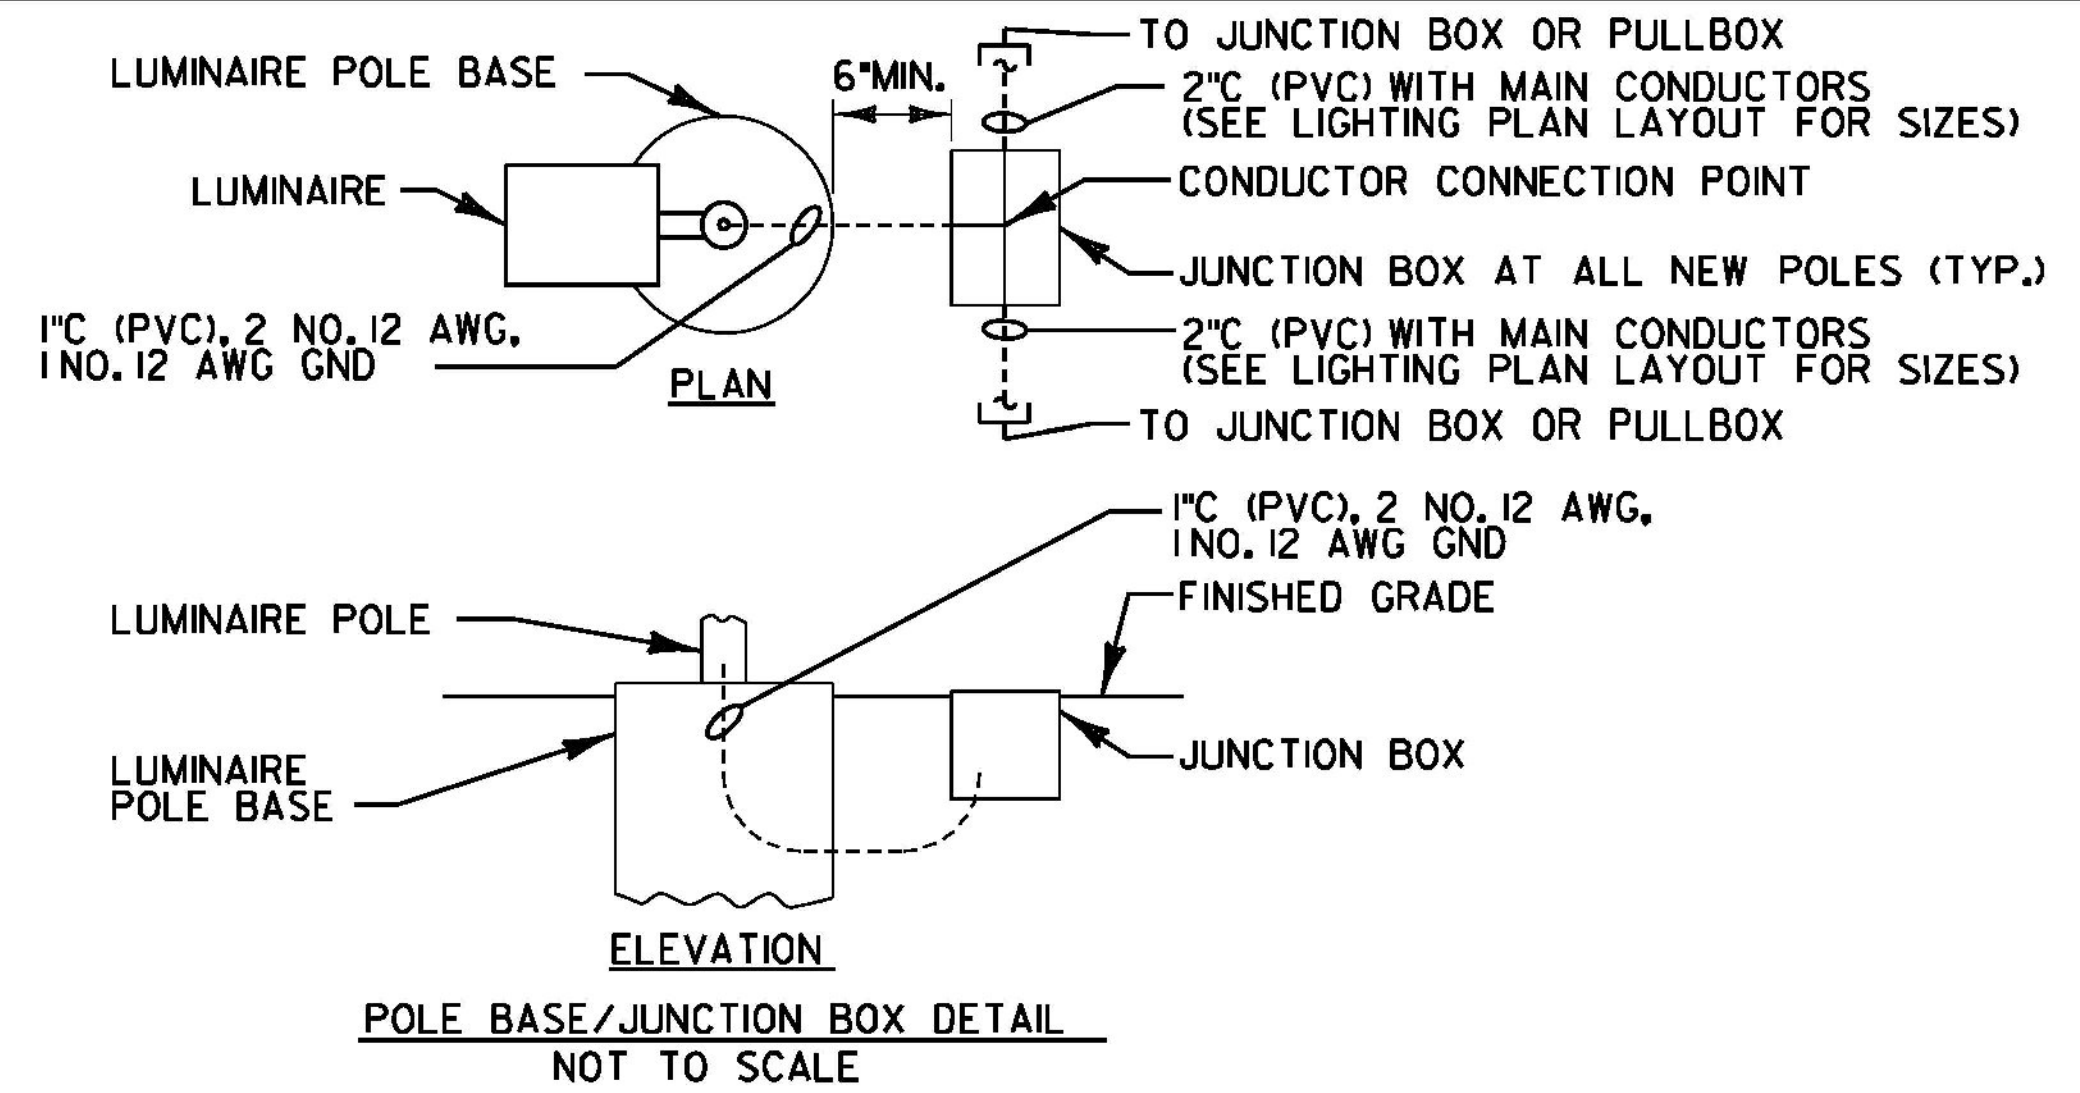 TO JUNCTION BOX OR PULLBOX
LUMINAIRE POLE BASE
6"MIN.
2"C (PVC) WITH MAIN CONDUCTORS
(SEE LIGHTING PLAN LAYOUT FOR SIZES)
LUMINAIRE
CONDUCTOR CONNECTION POINT
JUNCTION BOX AT ALL NEW POLES (TYP.)
1"C (PVC), 2 NO. 12 AWG,
1 NO. 12 AWG GND
2"C (PVC) WITH MAIN CONDUCTORS
(SEE LIGHTING PLAN LAYOUT FOR SIZES)
PLAN
TO JUNCTION BOX OR PULLBOX
1"C (PVC), 2 NO. 12 AWG,
1 NO. 12 AWG GND
FINISHED GRADE
LUMINAIRE POLE
JUNCTION BOX
LUMINAIRE
POLE BASE
ELEVATION
POLE BASE/JUNCTION BOX DETAIL
NOT TO SCALE